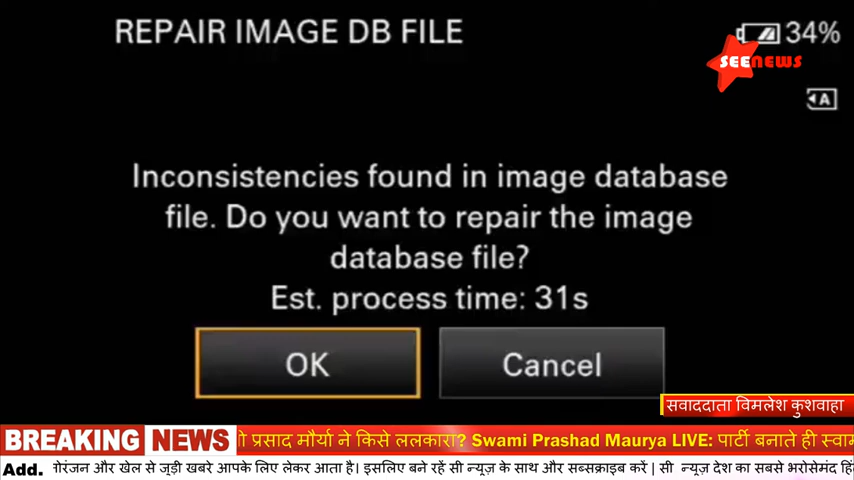 REPAIR IMAGE DB FILE
34%
SEENEWS
A
Inconsistencies found in image database
file. Do you want to repair the image
database file?
Est. process time: 31s
OK
Cancel
सवाददाता विमलेश कुशवाहा
BREAKING NEWS
प्रसाद मौर्या ने किसे ललकारा? Swami Prashad Maurya LIVE: पार्टी बनाते ही
Add.
और खेल से जुड़ी खबरे आपके लिए लेकर आता है। इसलिए बने रहें सी न्यूज़ के साथ और सब्सक्राइब करें | सी न्यूज़ देश का सबसे भरोसेमंद